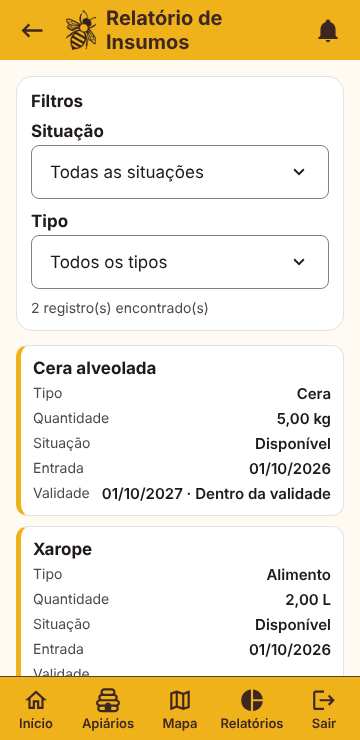 Relatório de
Insumos
Filtros
Situação
Todas as situações
Tipo
Todos os tipos
2 registro(s) encontrado(s)
Cera alveolada
Tipo Cera
Quantidade 5,00 kg
Situação Disponível
Entrada 01/10/2026
Validade 01/10/2027 · Dentro da validade
Xarope
Tipo Alimento
Quantidade 2,00 L
Situação Disponível
Entrada 01/10/2026
Validade
Início Apiários Mapa Relatórios Sair